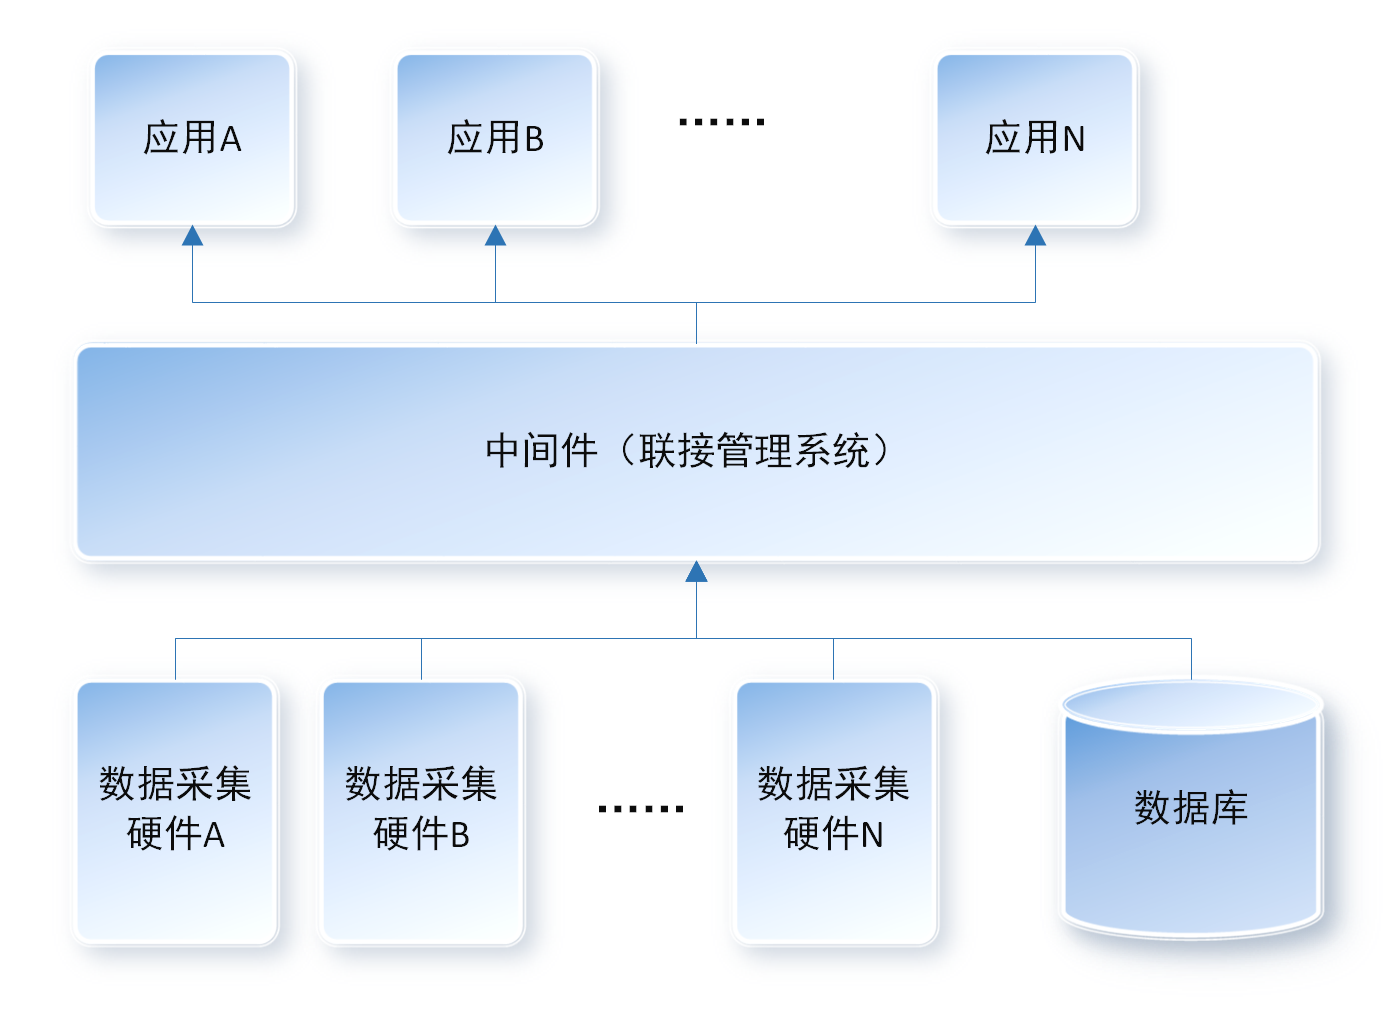 应用A
应用B
……
应用N
中间件（联接管理系统）
数据采集
硬件A
数据采集
硬件B
……
数据采集
硬件N
数据库